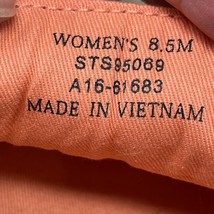 WOMEN'S 8.5M
STS95069
A16-61683
MADE IN VIETNAM